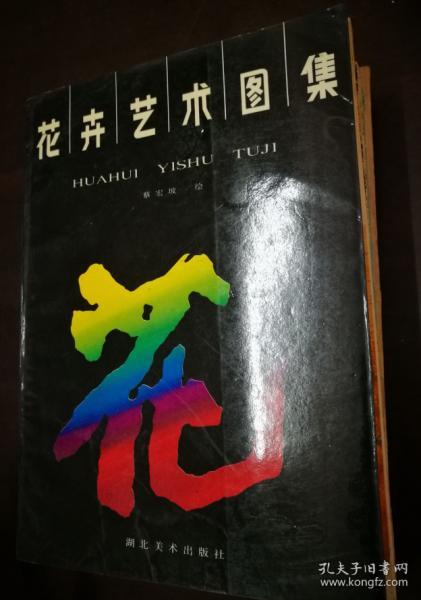 花卉艺术图集
HUAHUI YISHU TUJI
蔡宏坡 绘
花
湖北美术出版社
孔夫子旧书网
www.kongfz.com